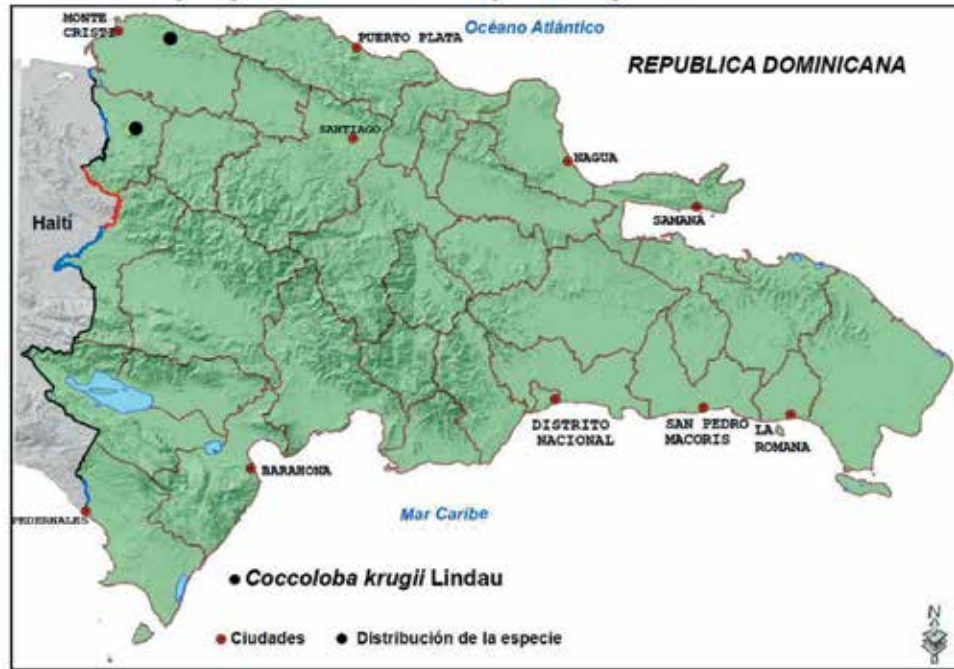 MONTE
CRISTI
PUERTO PLATA
Océano Atlántico
REPUBLICA DOMINICANA
SANTIAGO
NAGUA
SAMANÁ
Haití
DISTRITO
NACIONAL
SAN PEDRO
MACORIS
LA
ROMANA
BARAHONA
PEDERNALES
Mar Caribe
Coccoloba krugii Lindau
Ciudades
Distribución de la especie
N